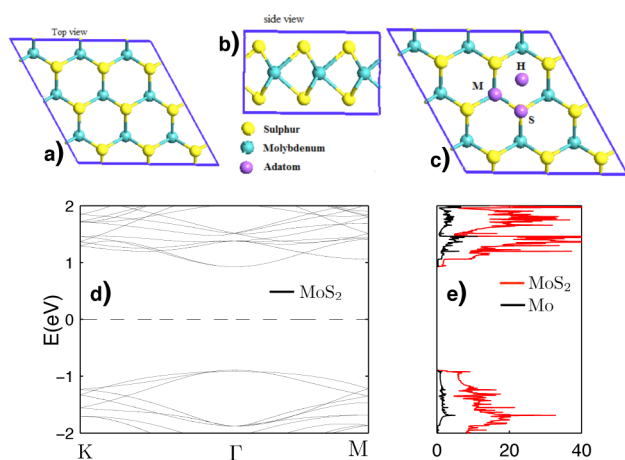 Top view
a)
side view
b)
Sulphur
Molybdenum
Adatom
H
M
S
c)
E(eV)
2
1
0
−1
−2
d)
MoS2
K
Γ
M
e)
MoS2
Mo
0
20
40